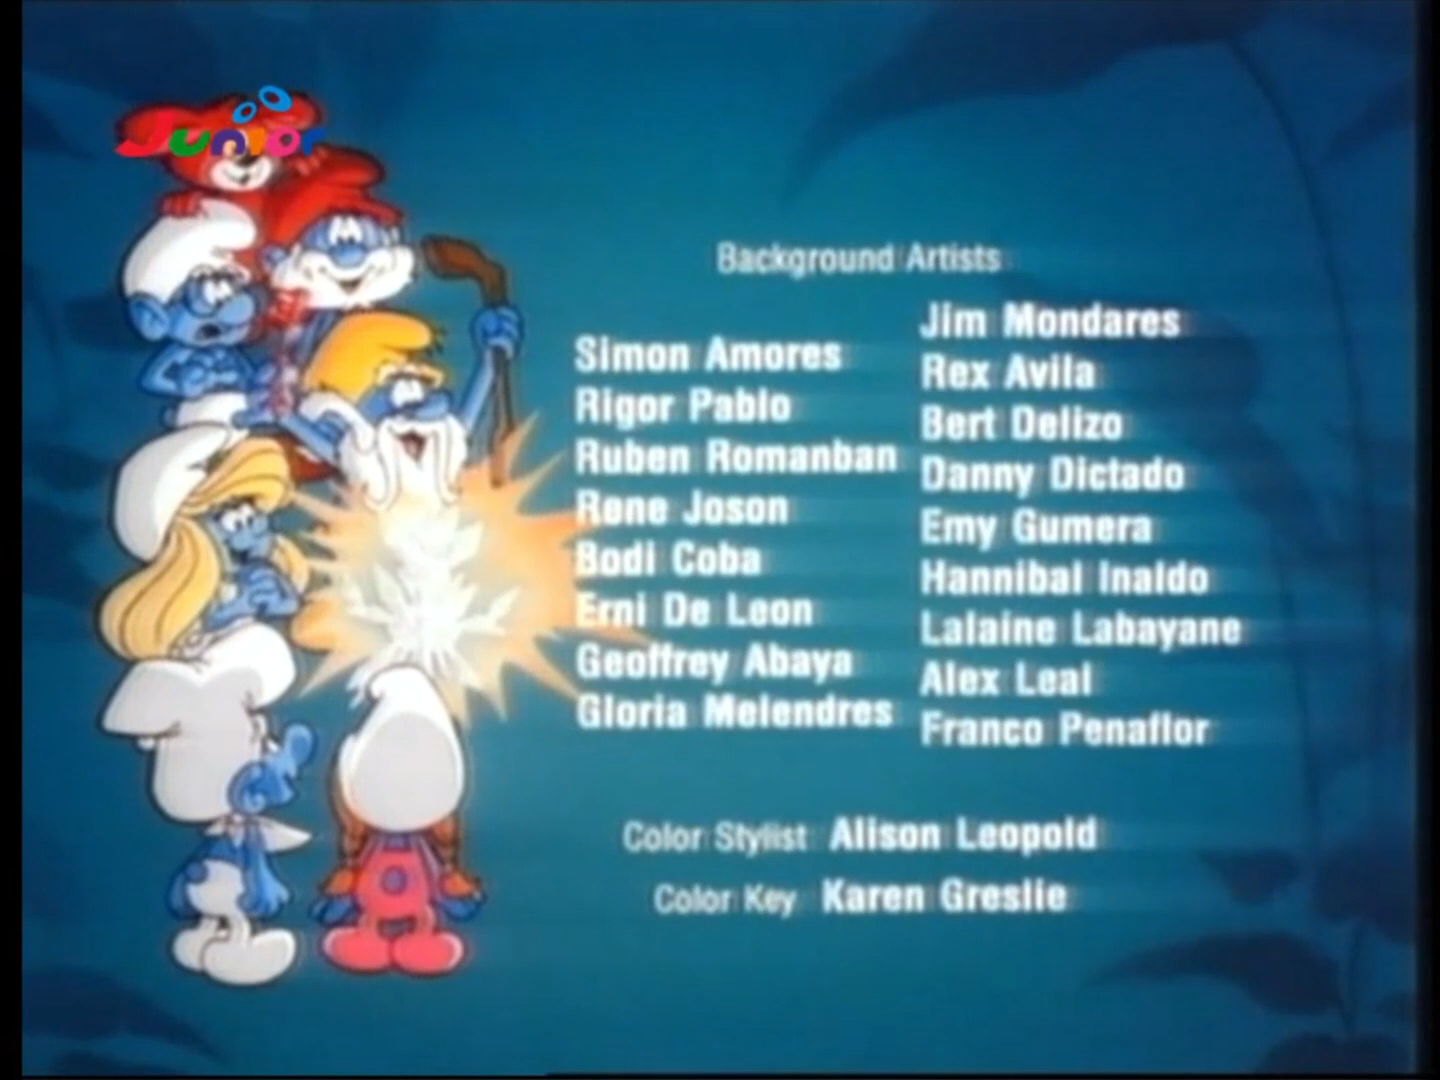 Junior
Background Artists
Simon Amores
Rigor Pablo
Ruben Romanban
Rene Joson
Bodi Coba
Erni De Leon
Geoffrey Abaya
Gloria Melendres
Jim Mondares
Rex Avila
Bert Delizo
Danny Dictado
Emy Gumera
Hannibal Inaldo
Lalaine Labayane
Alex Leal
Franco Penaflor
Color Stylist Alison Leopold
Color Key Karen Greslie